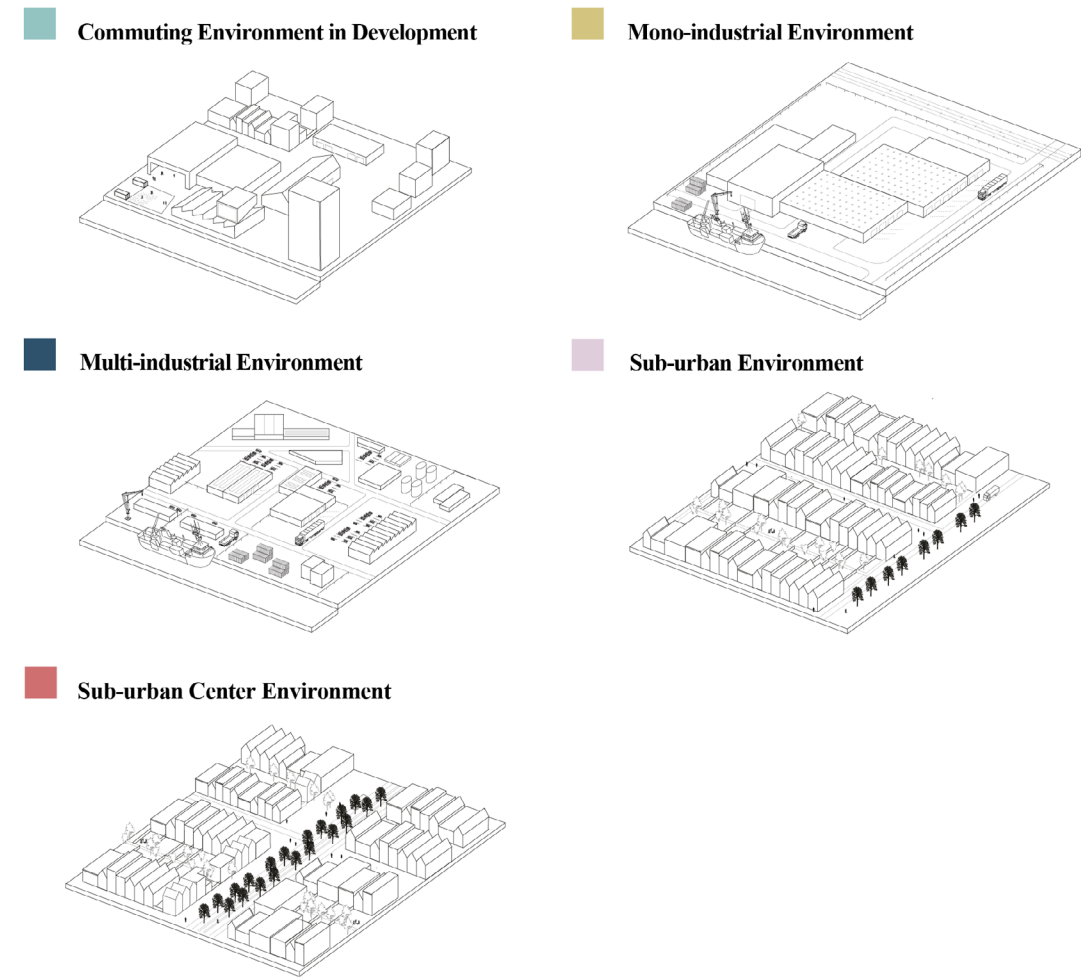 Commuting Environment in Development
Mono-industrial Environment
Multi-industrial Environment
Sub-urban Environment
Sub-urban Center Environment